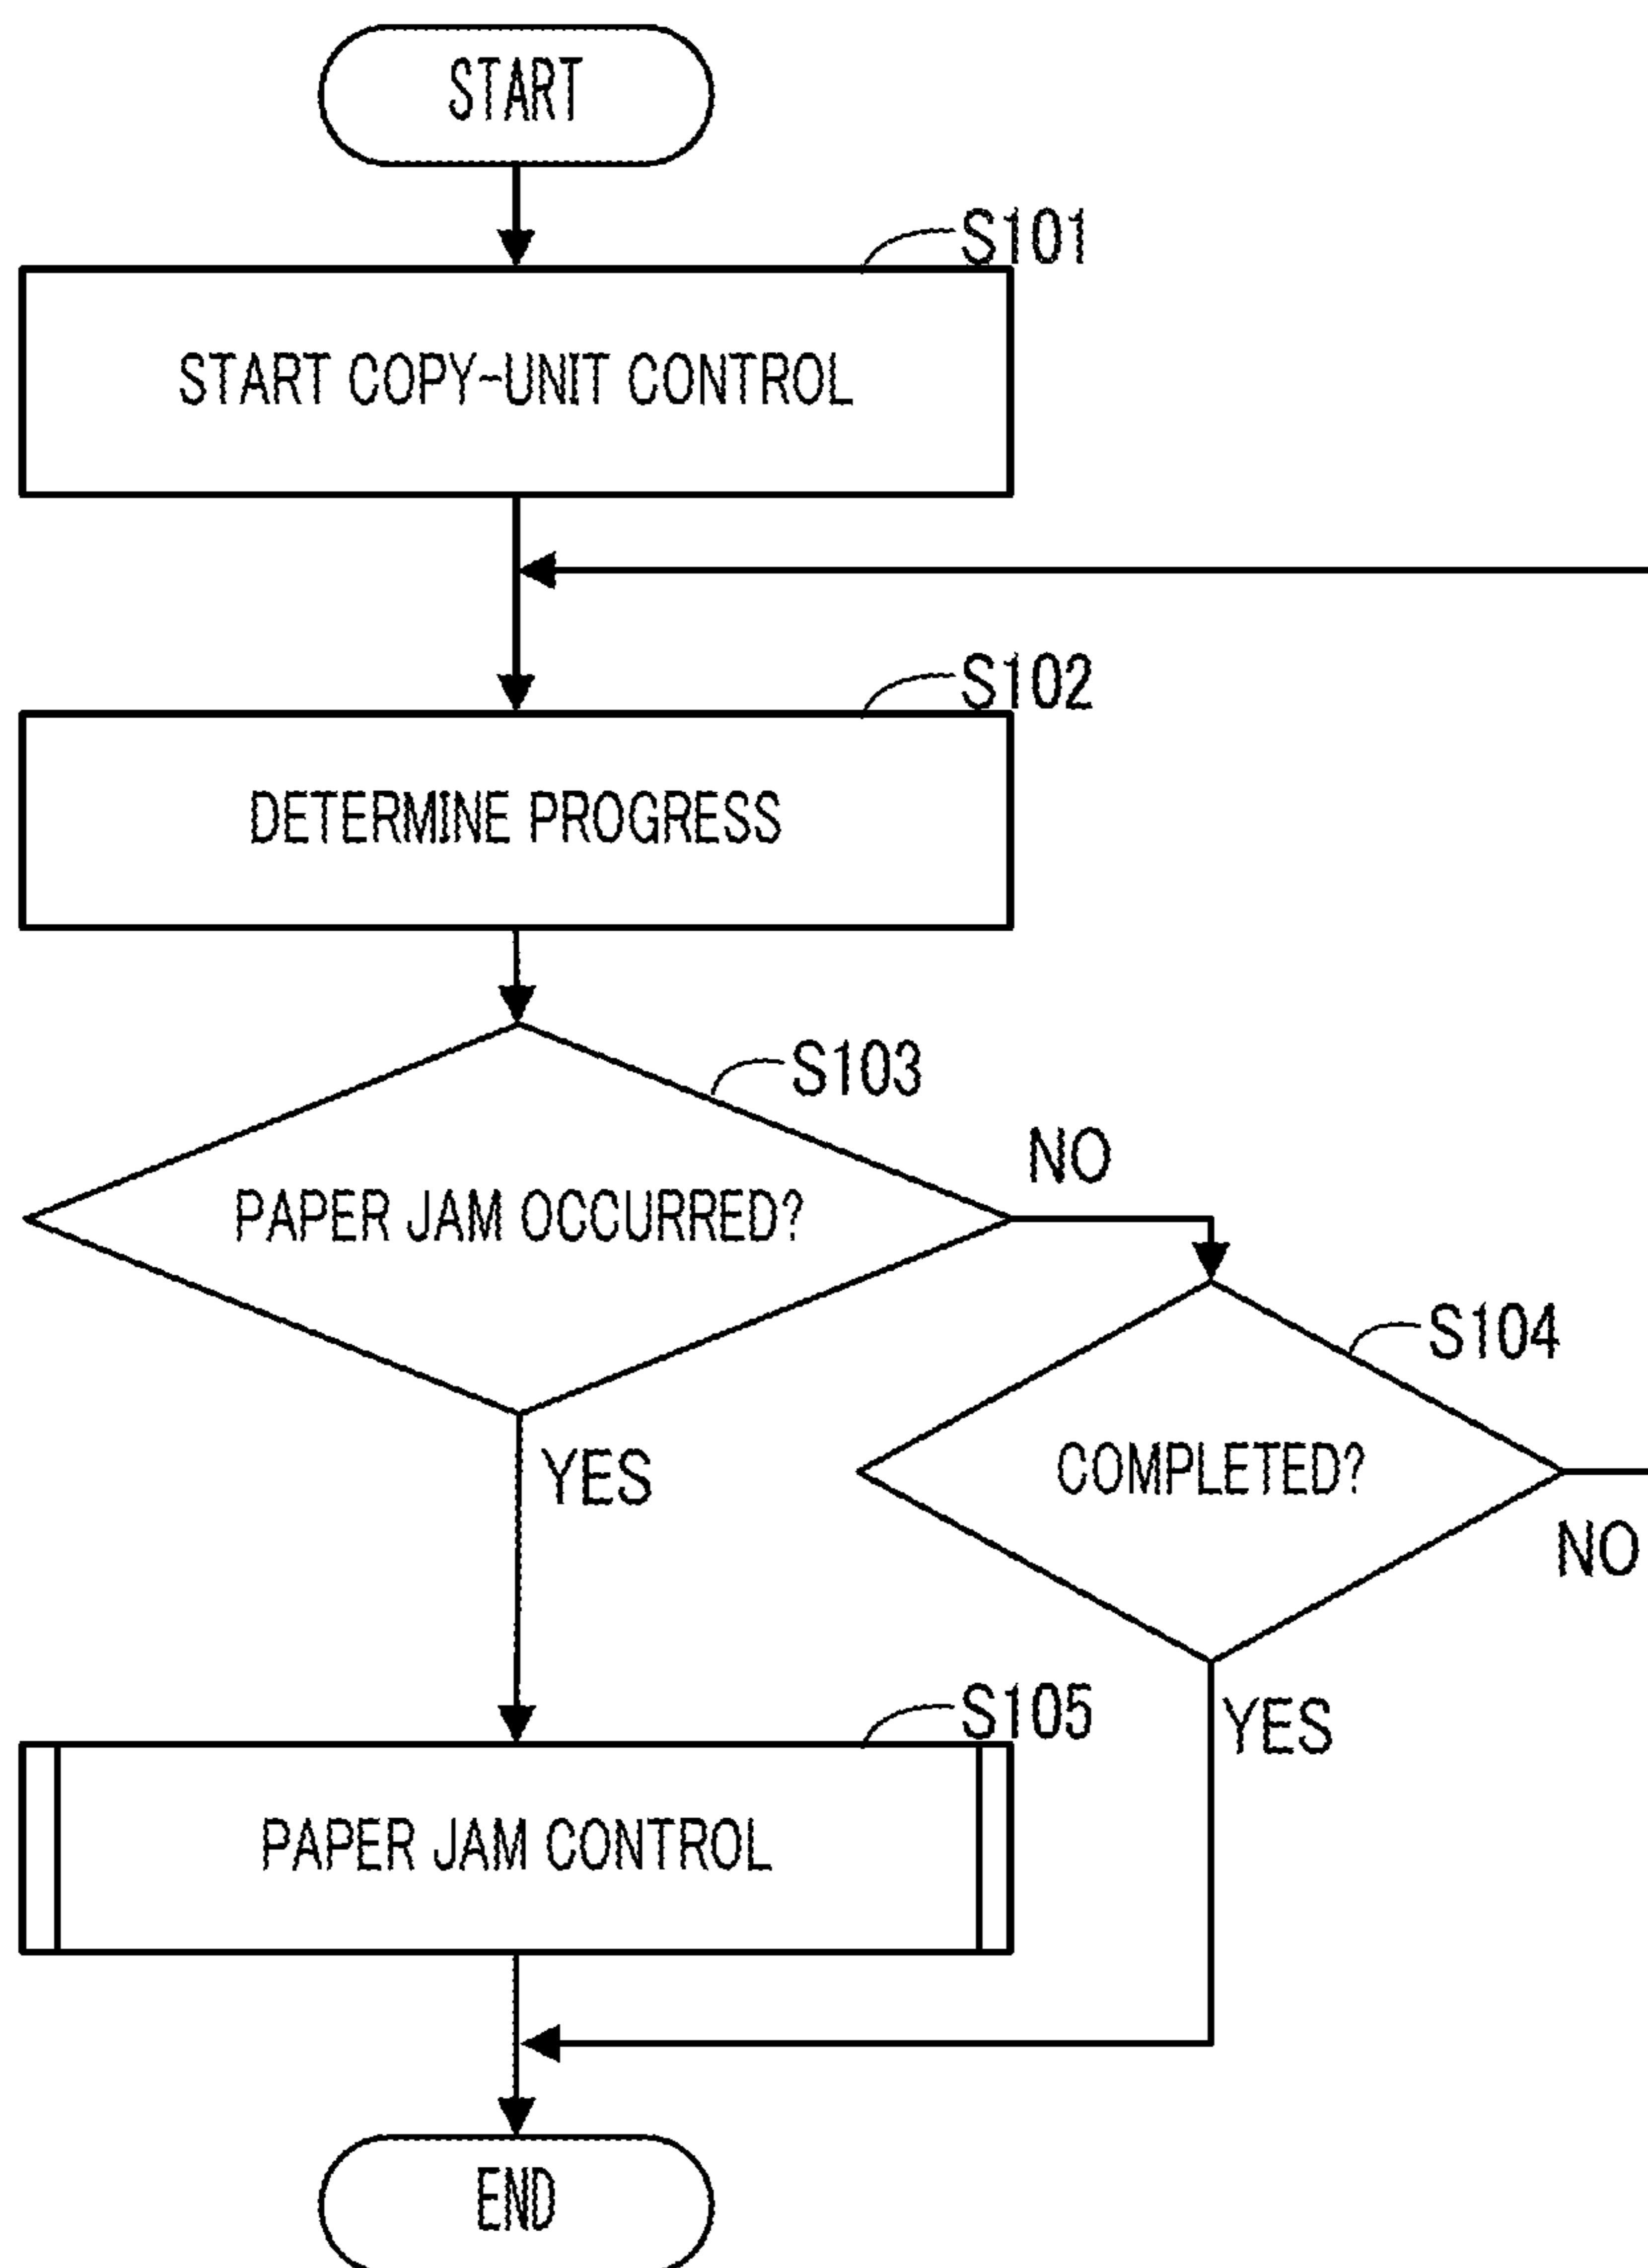 START
S101
START COPY-UNIT CONTROL
S102
DETERMINE PROGRESS
S103
NO
PAPER JAM OCCURRED?
S104
YES
COMPLETED?
NO
S105
YES
PAPER JAM CONTROL
END